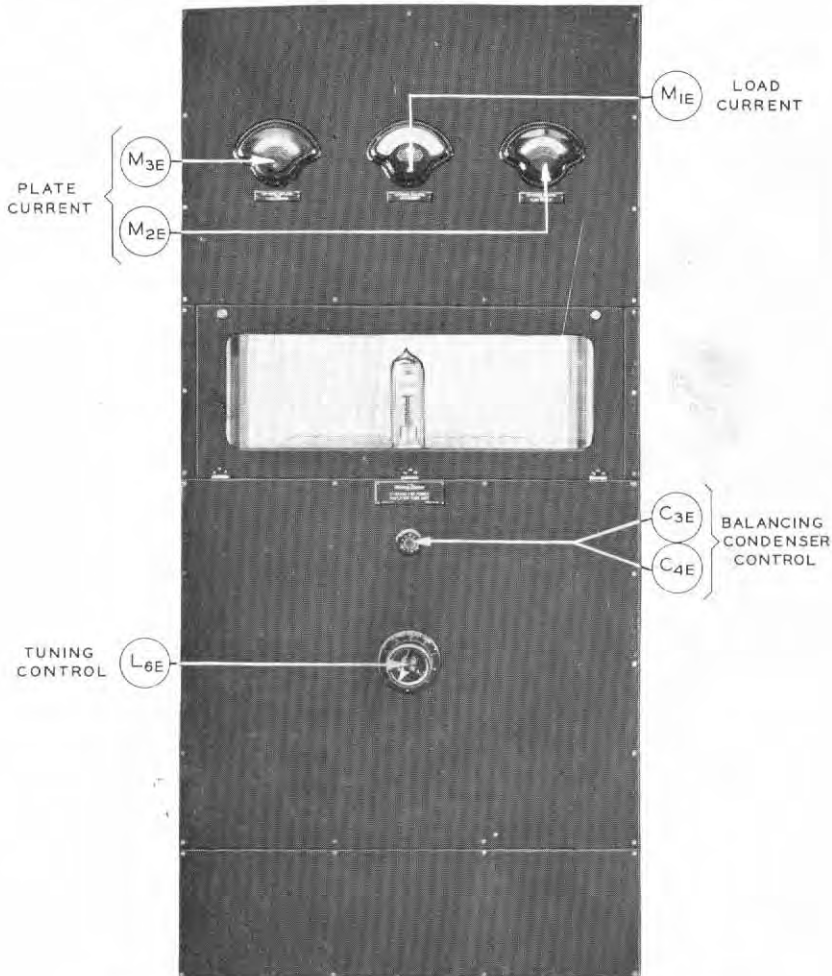 M1E
LOAD
CURRENT
PLATE
CURRENT
M3E
M2E
C3E
C4E
BALANCING
CONDENSER
CONTROL
TUNING
CONTROL
L6E